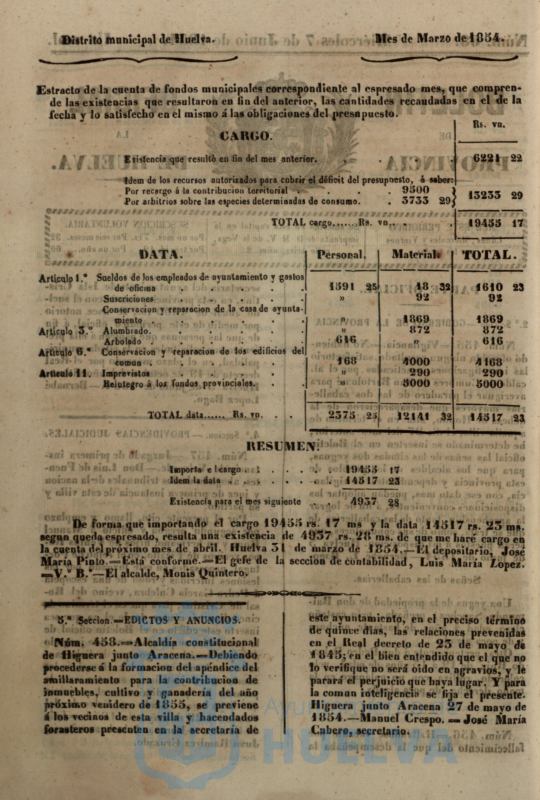 Distrito municipal de Huelva. Mes de Marzo de 1854.
Estracto de la cuenta de fondos municipales correspondiente al espresado mes, que compren-
de las existencias que resultaron en fin del anterior, las cantidades recaudadas en el de la
fecha y lo satisfecho en el mismo á las obligaciones del presupuesto.
Rs. vn.
CARGO.
Existencia que resultó en fin del mes anterior. . . . 6221 22
Idem de los recursos autorizados para cubrir el déficit del presupuesto, á saber:
Por recargo á la contribucion territorial . . 9500
Por arbitrios sobre las especies determinadas de consumo. . 3733 29 } 13233 29
TOTAL cargo......Rs. vn. . . 19455 17
DATA. Personal. Material. TOTAL.
Articulo 1.º Sueldos de los empleados de ayuntamiento y gastos
de oficina . . . . 1591 25 18 32 1610 23
Suscriciones . . . . » 92 92
Conservacion y reparacion de la casa de ayunta-
miento . . . . » 1869 1869
Articulo 3.º Alumbrado. . . . . » 872 872
Arbolado . . . . . 616 » 616
Articulo 6.º Conservacion y reparacion de los edificios del
comun . . . . 168 4000 4168
Articulo 11. Imprevistos . . . . » 290 290
Reintegro á los fondos provinciales. . . » 5000 5000
TOTAL data...... Rs. vn. . . 2375 25 12141 32 14517 23
RESUMEN.
Importa el cargo . . . . . 19455 17
Idem la data . . . . . 14517 23
Existencia para el mes siguiente . 4937 28
De forma que importando el cargo 19455 rs. 17 ms y la data 14517 rs. 23 ms.
segun queda espresado, resulta una existencia de 4937 rs. 28 ms. de que me haré cargo en
la cuenta del próximo mes de abril. Huelva 31 de marzo de 1854.—El depositario, José
María Pinto.—Está conforme.—El gefe de la seccion de contabilidad, Luis María Lopez.
—V.º B.º—El alcalde, Monis Quintero.
5.ª Seccion.—EDICTOS Y ANUNCIOS.
Núm. 453.—Alcaldía constitucional
de Higuera junto Aracena.—Debiendo
procederse á la formacion del apéndice del
amillaramiento para la contribucion de
inmuebles, cultivo y ganadería del año
próximo venidero de 1855, se previene
á los vecinos de esta villa y hacendados
forasteros presenten en la secretaría de
este ayuntamiento, en el preciso término
de quince dias, las relaciones prevenidas
en el Real decreto de 23 de mayo de
1845; en el bien entendido que el que no
lo verifique no será oido en agravios, y le
parará el perjuicio que haya lugar. Y para
la comun inteligencia se fija el presente.
Higuera junto Aracena 27 de mayo de
1854.—Manuel Crespo.—José María
Cubero, secretario.
Ayuntamiento de
HUELVA